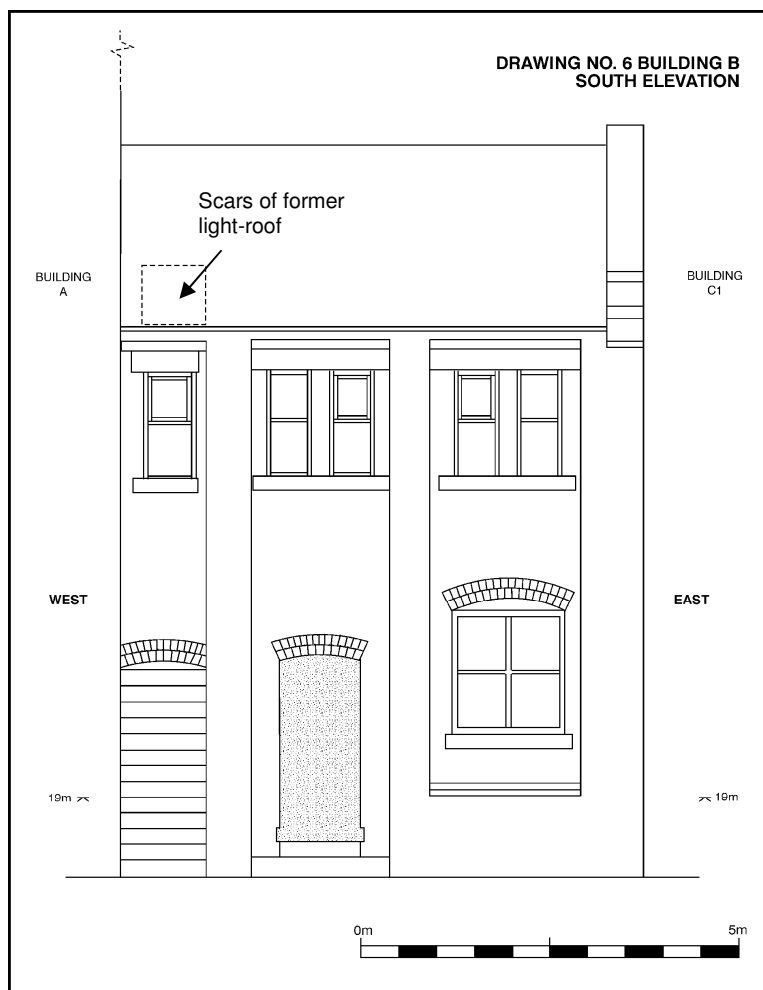 DRAWING NO. 6 BUILDING B
SOUTH ELEVATION
Scars of former
light-roof
BUILDING
A
BUILDING
C1
WEST
EAST
19m
19m
0m
5m